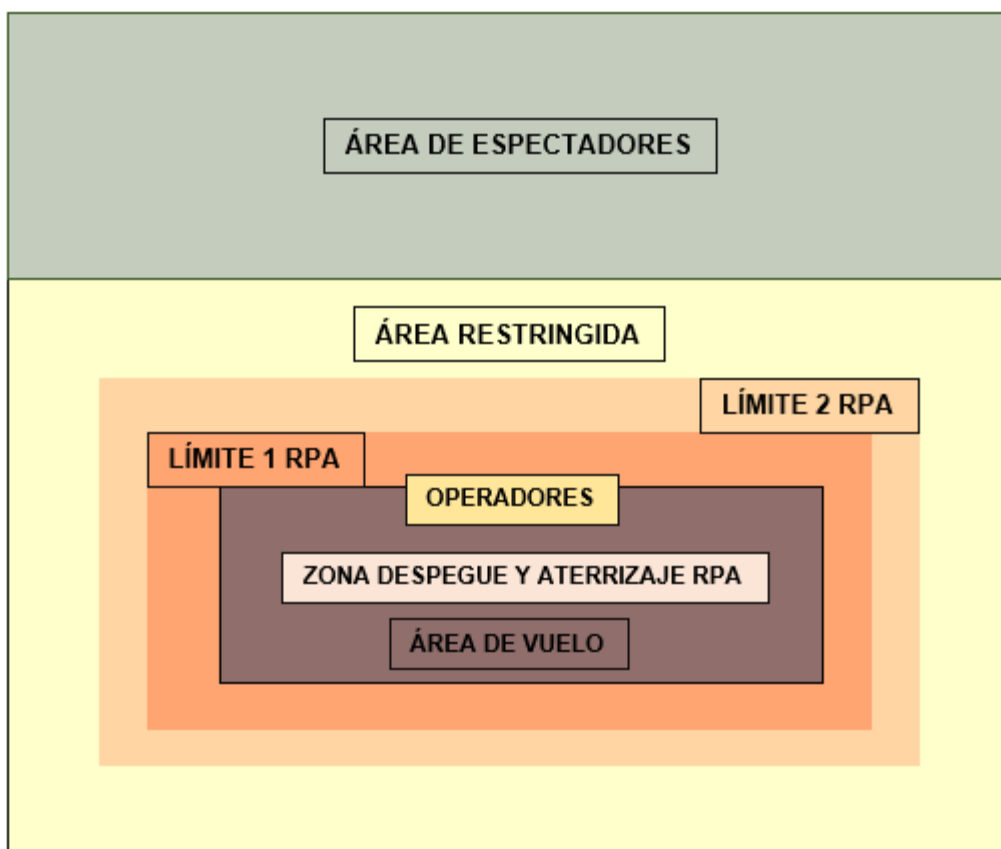 ÁREA DE ESPECTADORES
ÁREA RESTRINGIDA
LÍMITE 2 RPA
LÍMITE 1 RPA
OPERADORES
ZONA DESPEGUE Y ATERRIZAJE RPA
ÁREA DE VUELO